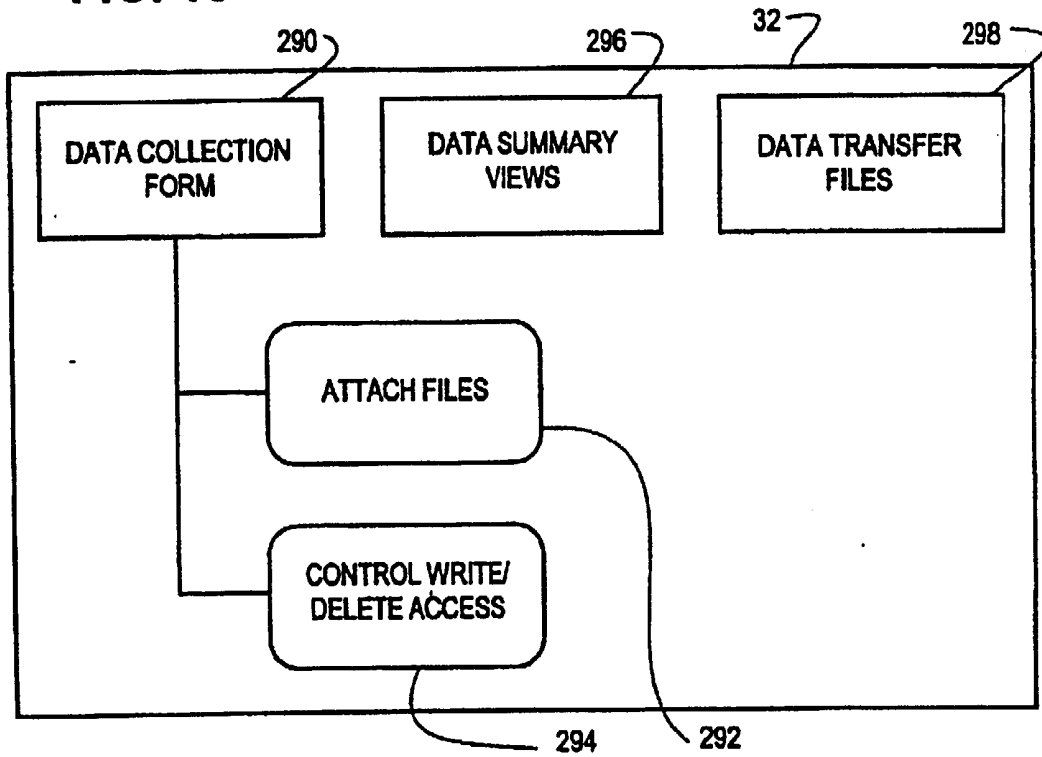 290
296
32
298
DATA COLLECTION
FORM
DATA SUMMARY
VIEWS
DATA TRANSFER
FILES
ATTACH FILES
CONTROL WRITE/
DELETE ACCESS
294
292